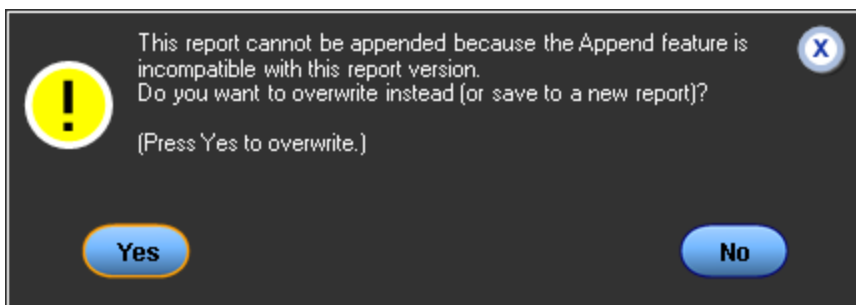 This report cannot be appended because the Append feature is
incompatible with this report version.
Do you want to overwrite instead (or save to a new report)?
(Press Yes to overwrite.)
X
!
Yes
No